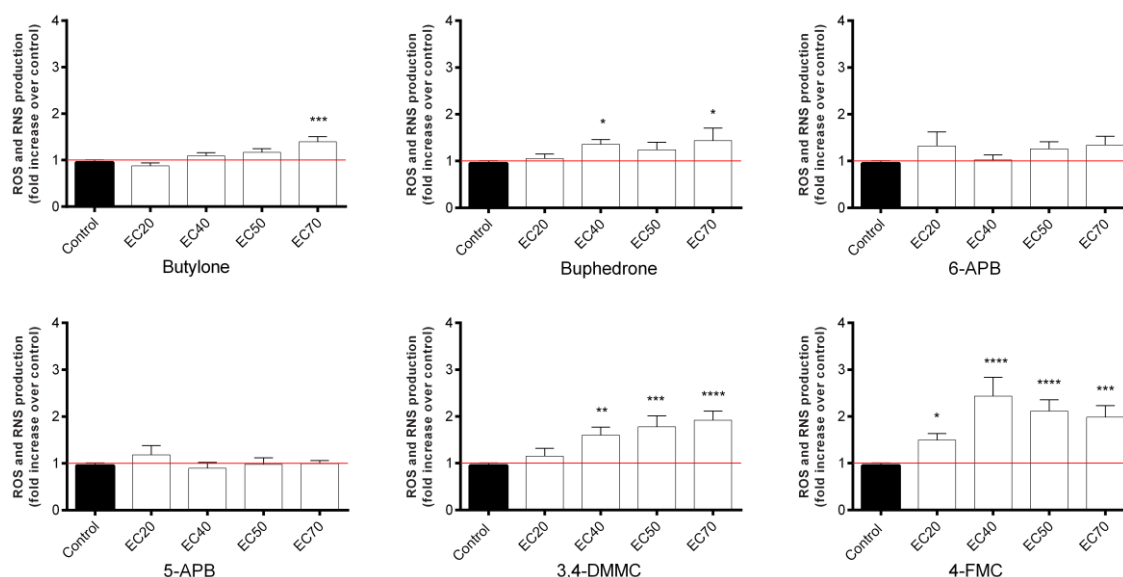 ROS and RNS production
(fold increase over control)
4
3
2
1
0
***
Control
EC20
EC40
EC50
EC70
Butylone
ROS and RNS production
(fold increase over control)
4
3
2
1
0
*
*
Control
EC20
EC40
EC50
EC70
Buphedrone
ROS and RNS production
(fold increase over control)
4
3
2
1
0
Control
EC20
EC40
EC50
EC70
6-APB
ROS and RNS production
(fold increase over control)
4
3
2
1
0
Control
EC20
EC40
EC50
EC70
5-APB
ROS and RNS production
(fold increase over control)
4
3
2
1
0
**
***
****
Control
EC20
EC40
EC50
EC70
3,4-DMMC
ROS and RNS production
(fold increase over control)
4
3
2
1
0
*
****
****
***
Control
EC20
EC40
EC50
EC70
4-FMC